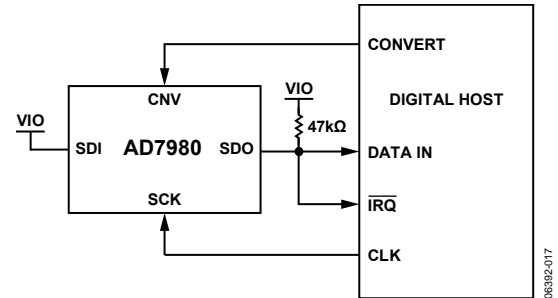 CONVERT
VIO
CNV
DIGITAL HOST
VIO
47kΩ
SDI
AD7980
SDO
DATA IN
SCK
IRQ
CLK
06392-017